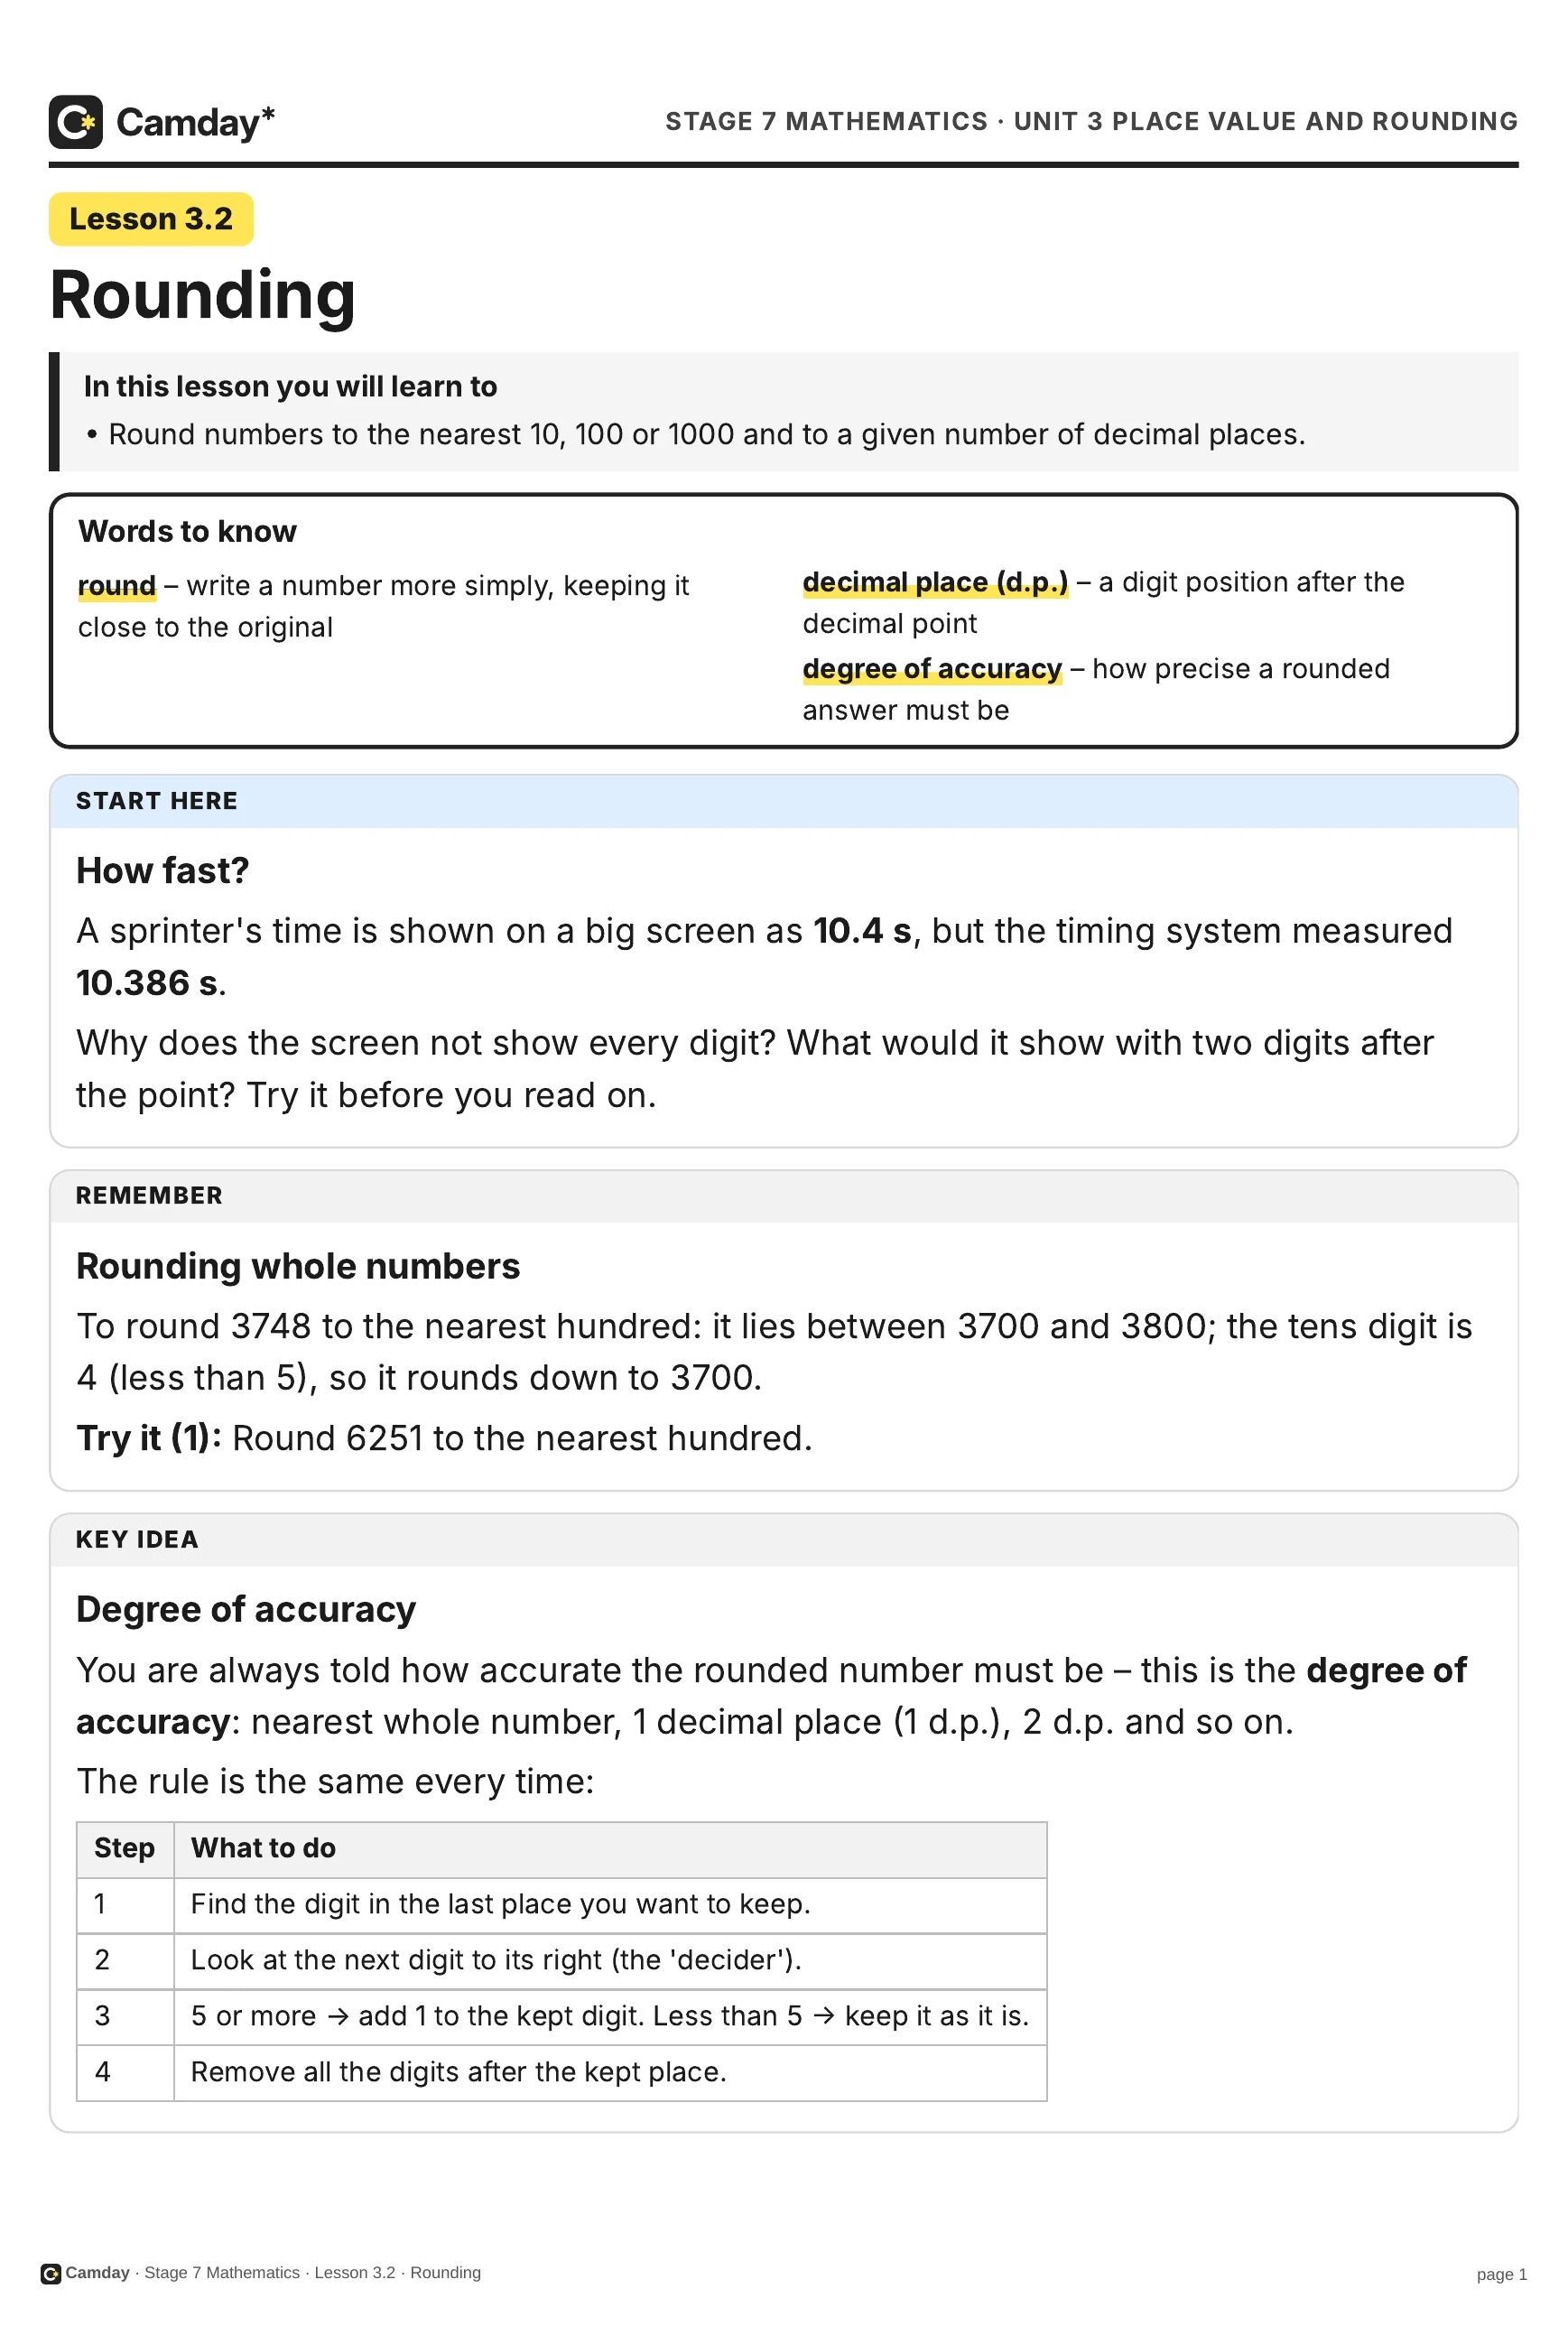 Camday*
STAGE 7 MATHEMATICS · UNIT 3 PLACE VALUE AND ROUNDING
Lesson 3.2
Rounding
In this lesson you will learn to
• Round numbers to the nearest 10, 100 or 1000 and to a given number of decimal places.
Words to know
round – write a number more simply, keeping it
close to the original
decimal place (d.p.) – a digit position after the
decimal point
degree of accuracy – how precise a rounded
answer must be
START HERE
How fast?
A sprinter's time is shown on a big screen as 10.4 s, but the timing system measured
10.386 s.
Why does the screen not show every digit? What would it show with two digits after
the point? Try it before you read on.
REMEMBER
Rounding whole numbers
To round 3748 to the nearest hundred: it lies between 3700 and 3800; the tens digit is
4 (less than 5), so it rounds down to 3700.
Try it (1): Round 6251 to the nearest hundred.
KEY IDEA
Degree of accuracy
You are always told how accurate the rounded number must be – this is the degree of
accuracy: nearest whole number, 1 decimal place (1 d.p.), 2 d.p. and so on.
The rule is the same every time:
Step What to do
1 Find the digit in the last place you want to keep.
2 Look at the next digit to its right (the 'decider').
3 5 or more → add 1 to the kept digit. Less than 5 → keep it as it is.
4 Remove all the digits after the kept place.
Camday · Stage 7 Mathematics · Lesson 3.2 · Rounding
page 1